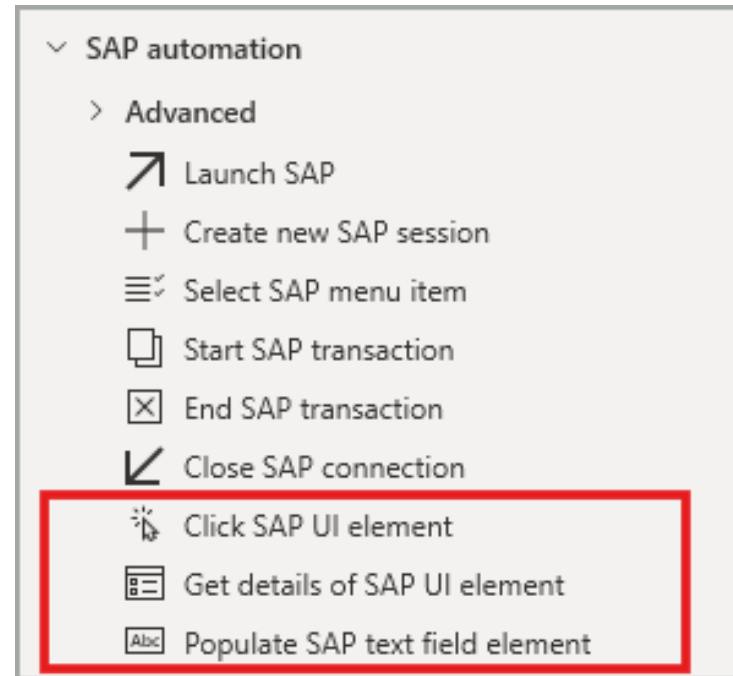 SAP automation
Advanced
Launch SAP
Create new SAP session
Select SAP menu item
Start SAP transaction
End SAP transaction
Close SAP connection
Click SAP UI element
Get details of SAP UI element
Abc Populate SAP text field element